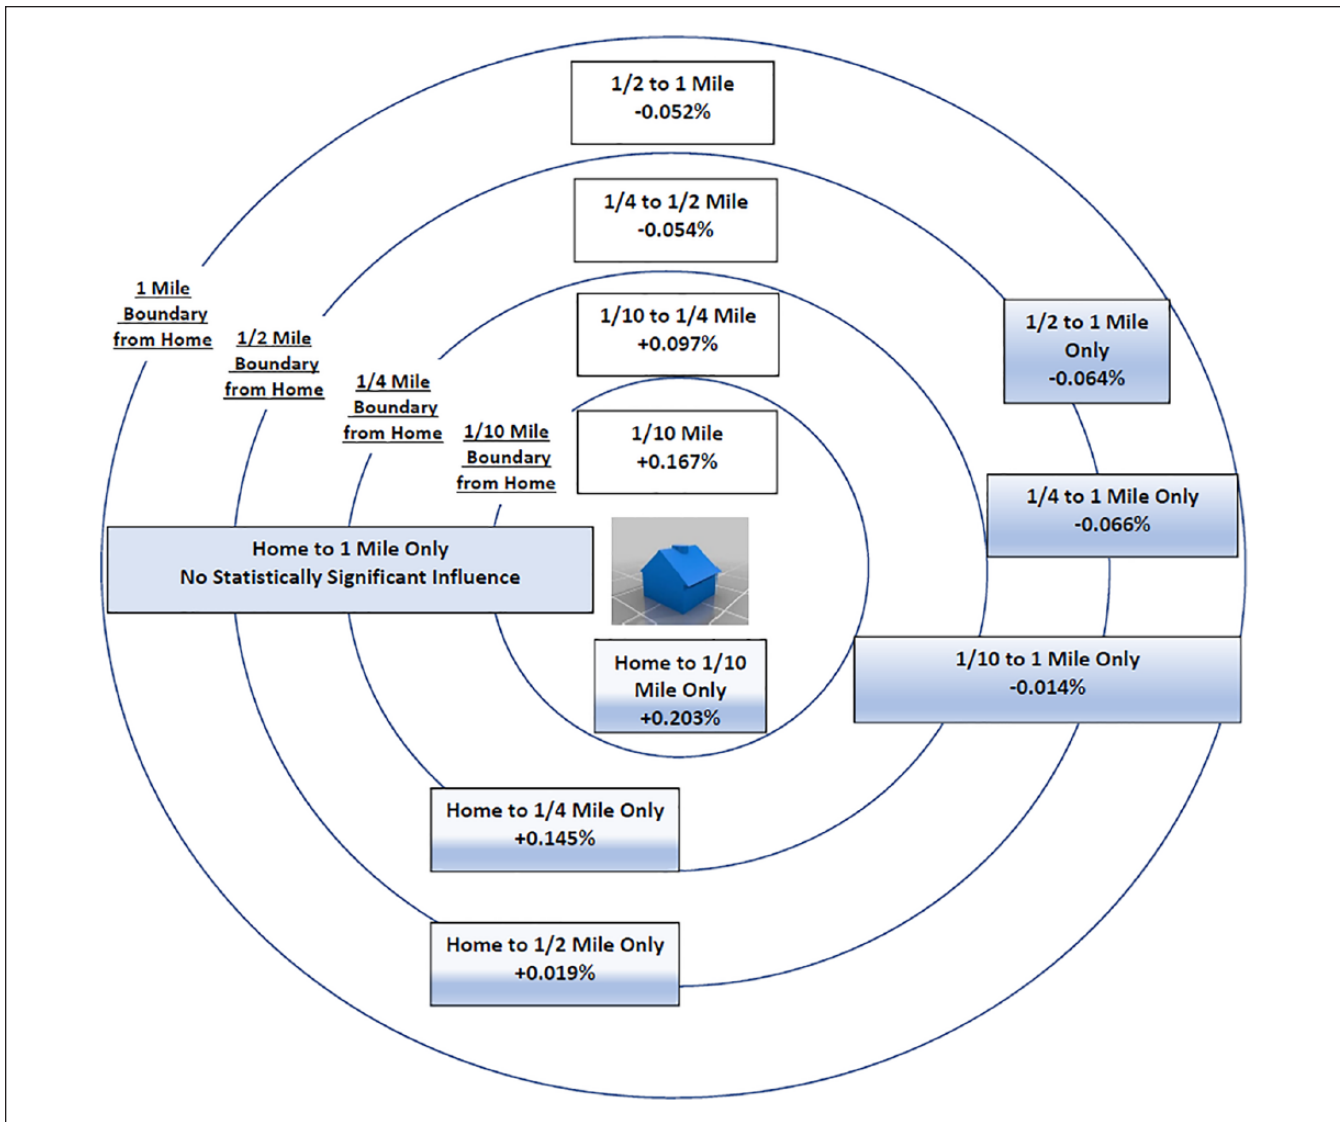 1/2 to 1 Mile
-0.052%
1/4 to 1/2 Mile
-0.054%
1/10 to 1/4 Mile
+0.097%
1/10 Mile
+0.167%
1 Mile
Boundary
from Home
1/2 Mile
Boundary
from Home
1/4 Mile
Boundary
from Home
1/10 Mile
Boundary
from Home
1/2 to 1 Mile
Only
-0.064%
1/4 to 1 Mile Only
-0.066%
Home to 1 Mile Only
No Statistically Significant Influence
1/10 to 1 Mile Only
-0.014%
Home to 1/10
Mile Only
+0.203%
Home to 1/4 Mile Only
+0.145%
Home to 1/2 Mile Only
+0.019%